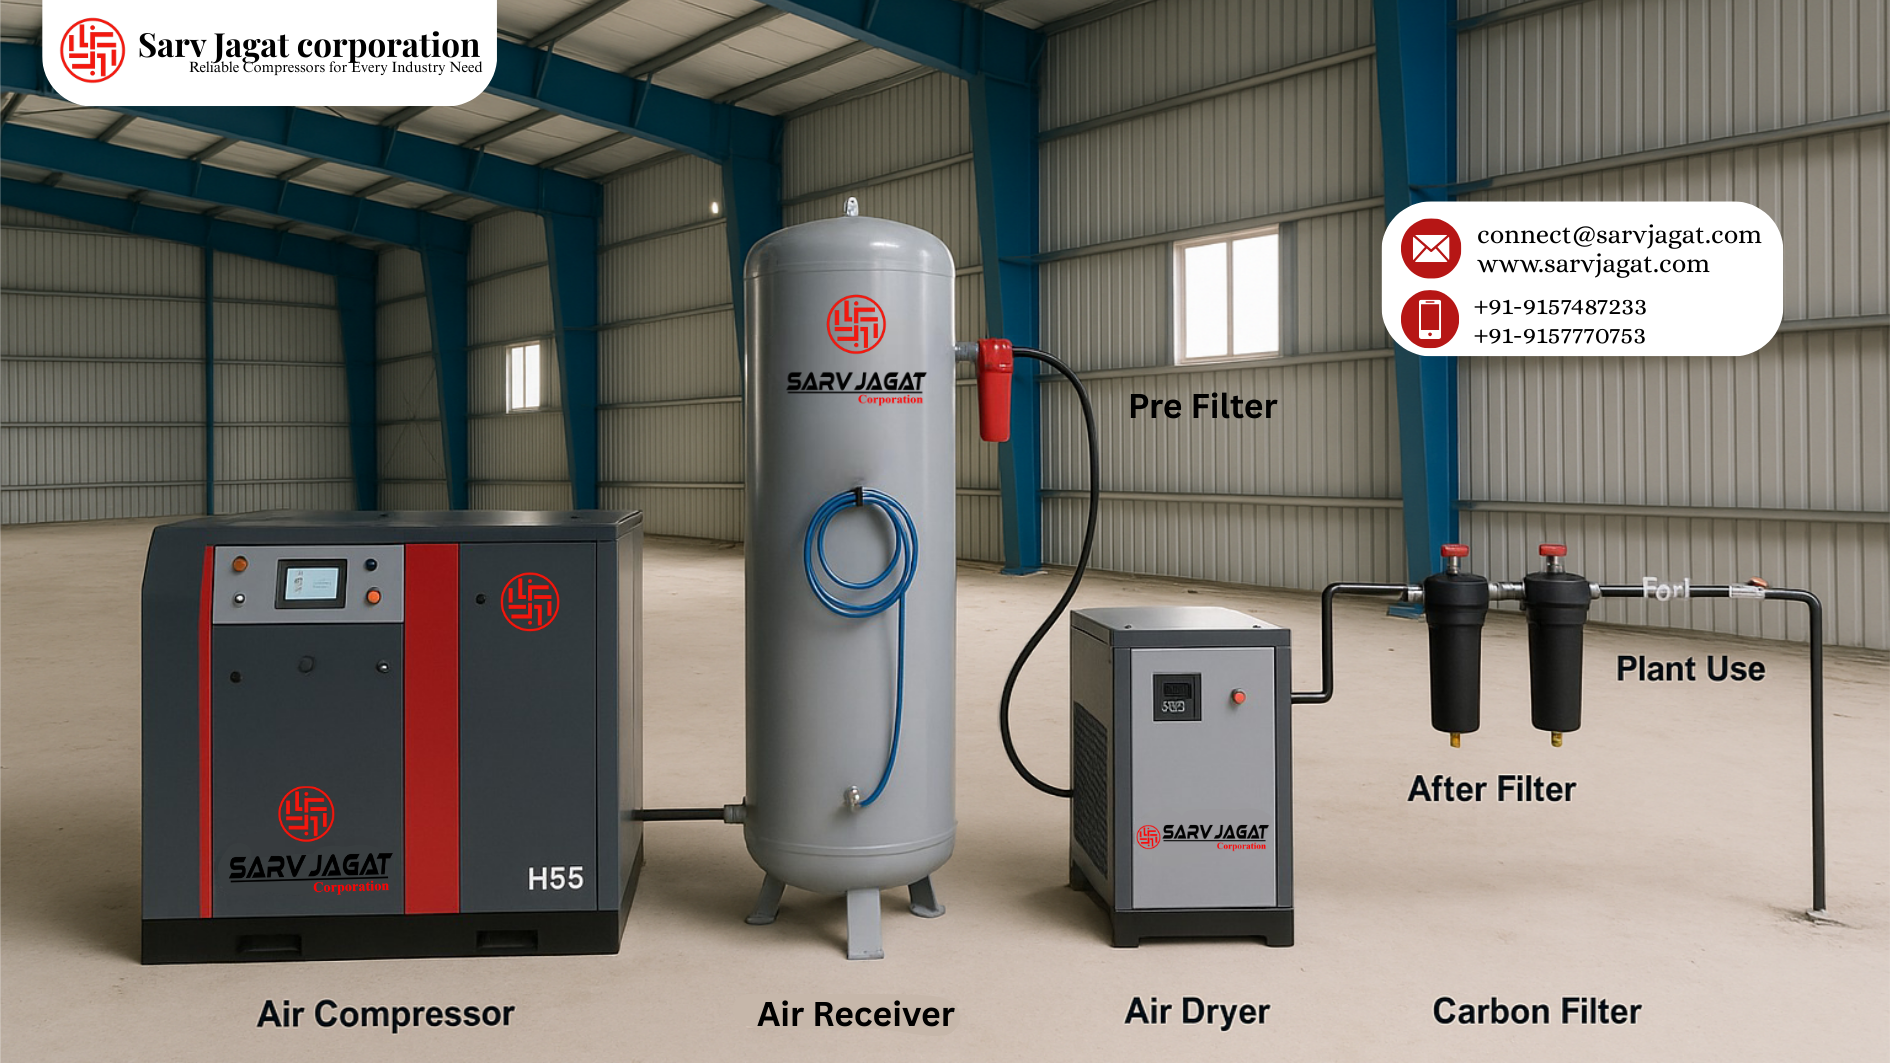 Sarv Jagat corporation
Reliable Compressors for Every Industry Need
connect@sarvjagat.com
www.sarvjagat.com
+91-9157487233
+91-9157770753
SARV JAGAT
Corporation
Pre Filter
Forl
Plant Use
After Filter
SARV JAGAT
Corporation
H55
SARV JAGAT
Corporation
Air Compressor
Air Receiver
Air Dryer
Carbon Filter